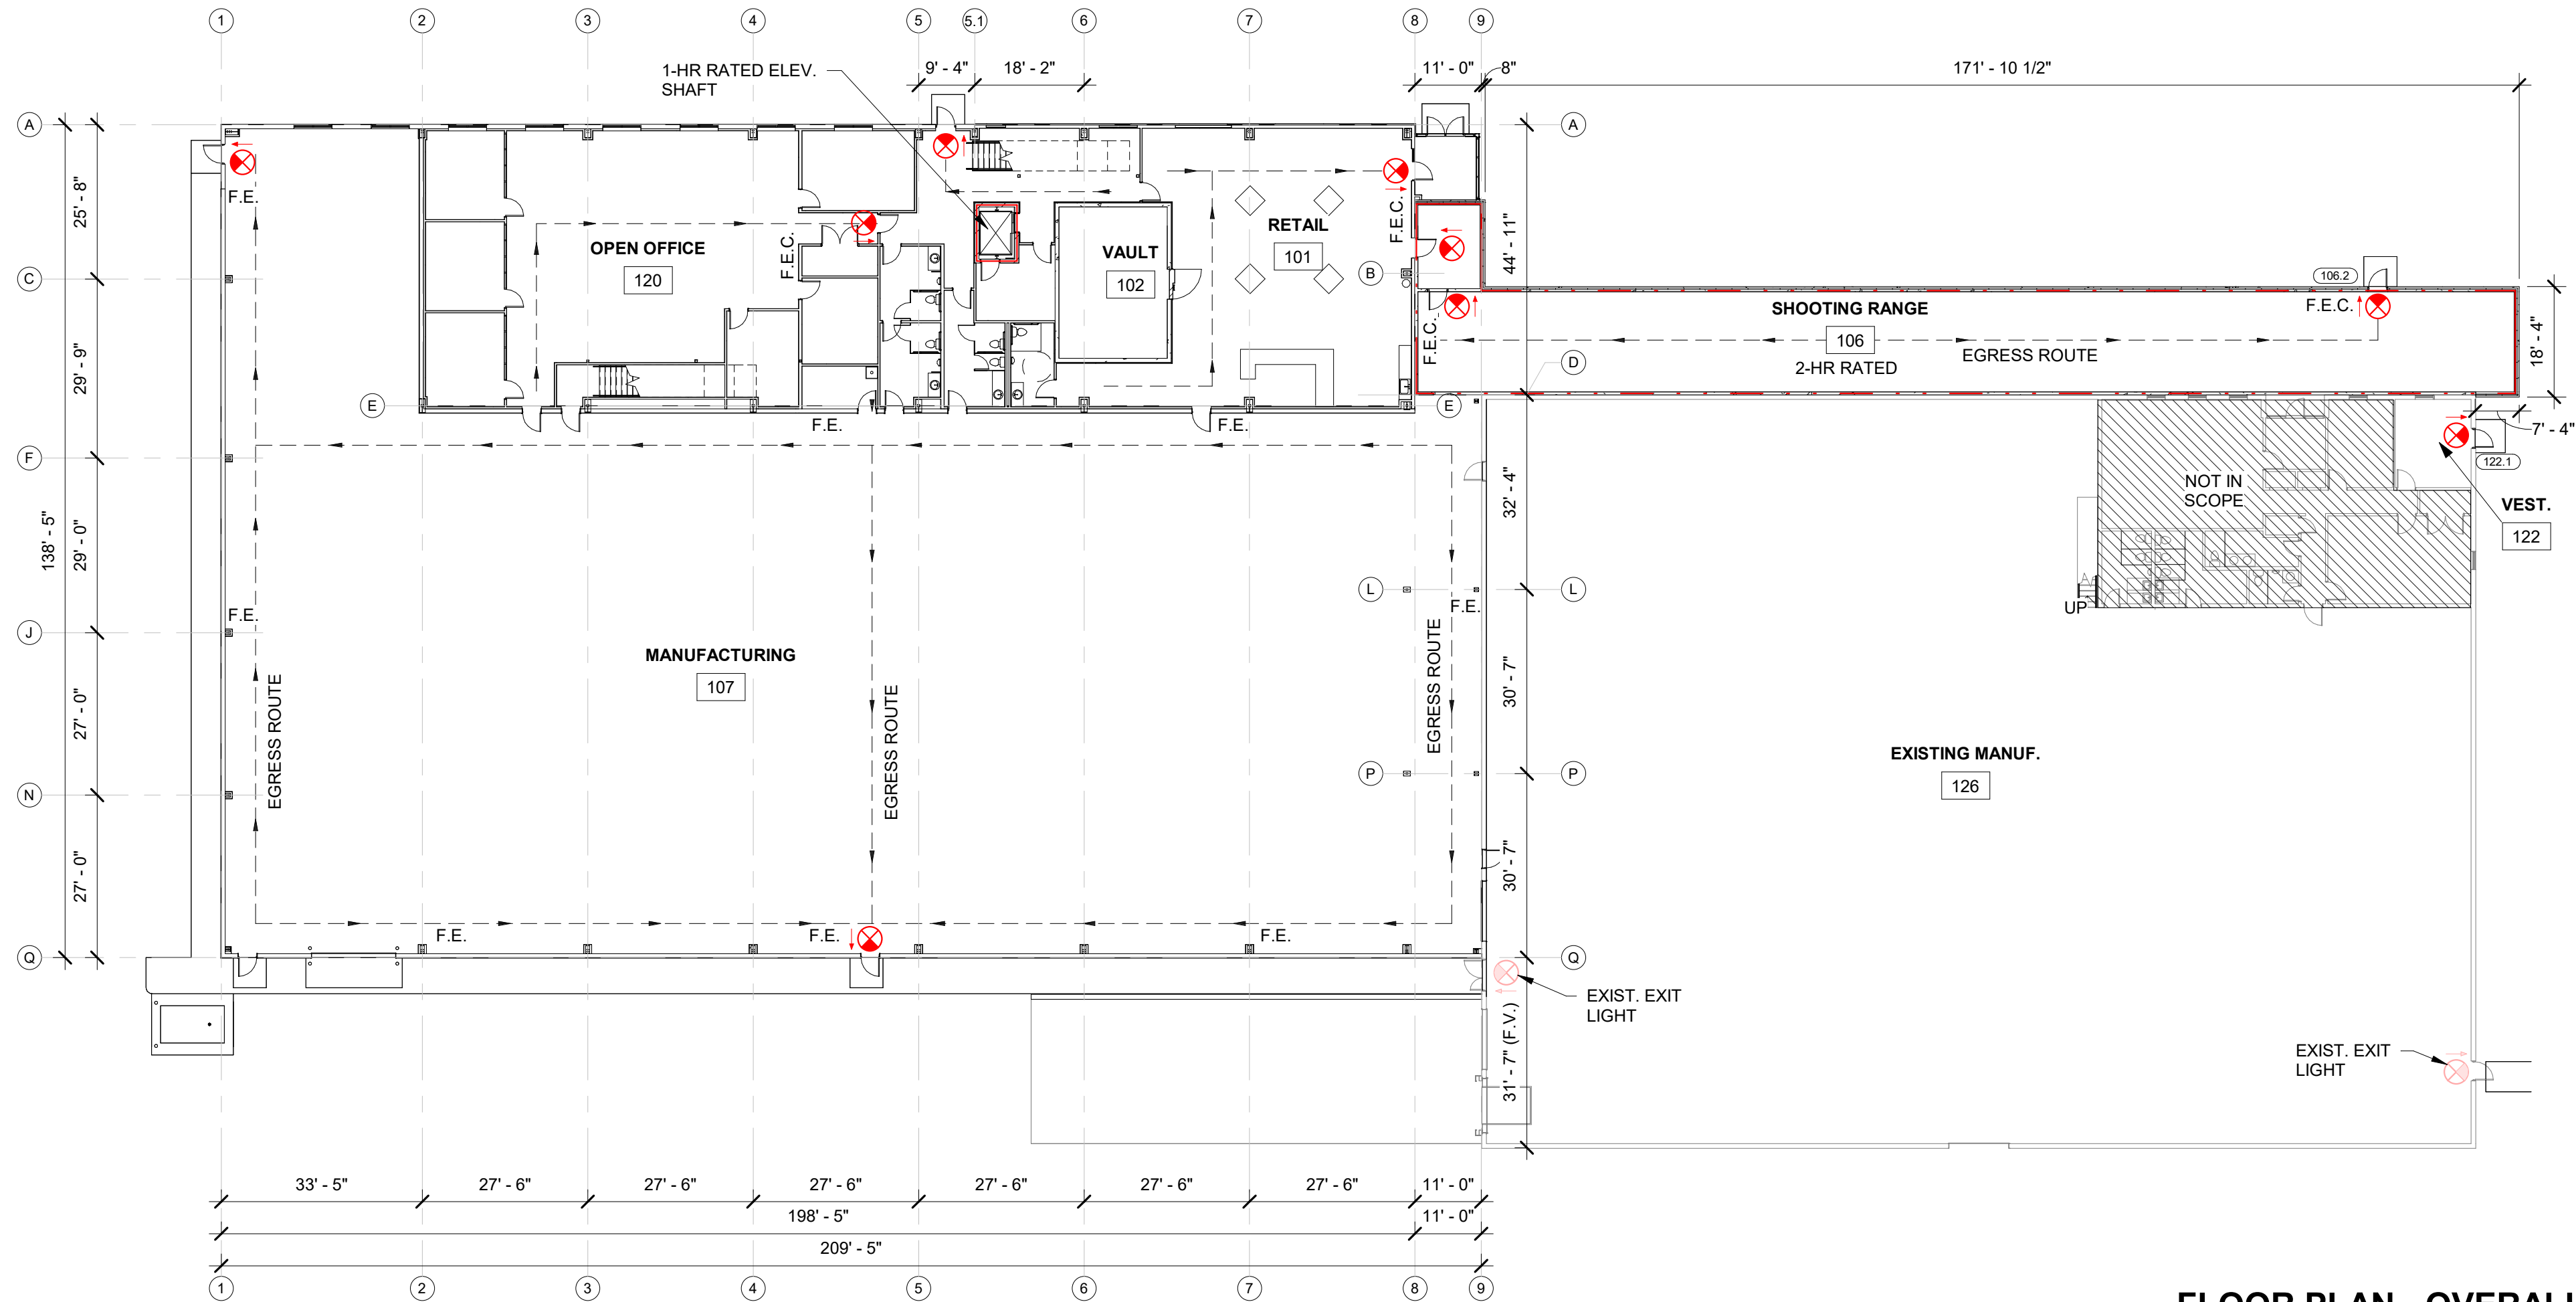 1 2 3 4 5 5.1 6 7 8 9
1-HR RATED ELEV.
SHAFT
9' - 4" 18' - 2" 11' - 0" 8" 171' - 10 1/2"
A A
F.E.
25' - 8"
OPEN OFFICE
120
F.E.C.
VAULT
102
RETAIL
101
F.E.C.
44' - 11"
C
B
106.2
F.E.C.
SHOOTING RANGE
106
2-HR RATED
EGRESS ROUTE
F.E.C.
18' - 4"
29' - 9"
D
E E
F.E. F.E.
7' - 4"
122.1
F
32' - 4"
NOT IN
SCOPE
VEST.
122
138' - 5"
29' - 0"
L L
F.E. F.E.
UP
J
MANUFACTURING
107
EGRESS ROUTE
EGRESS ROUTE
EGRESS ROUTE
27' - 0"
30' - 7"
EXISTING MANUF.
126
P P
N
27' - 0"
30' - 7"
F.E. F.E. F.E.
Q Q
EXIST. EXIT
LIGHT
31' - 7" (F.V.)
EXIST. EXIT
LIGHT
33' - 5" 27' - 6" 27' - 6" 27' - 6" 27' - 6" 27' - 6" 27' - 6" 11' - 0"
198' - 5" 11' - 0"
209' - 5"
1 2 3 4 5 6 7 8 9
FLOOR PLAN - OVERALL